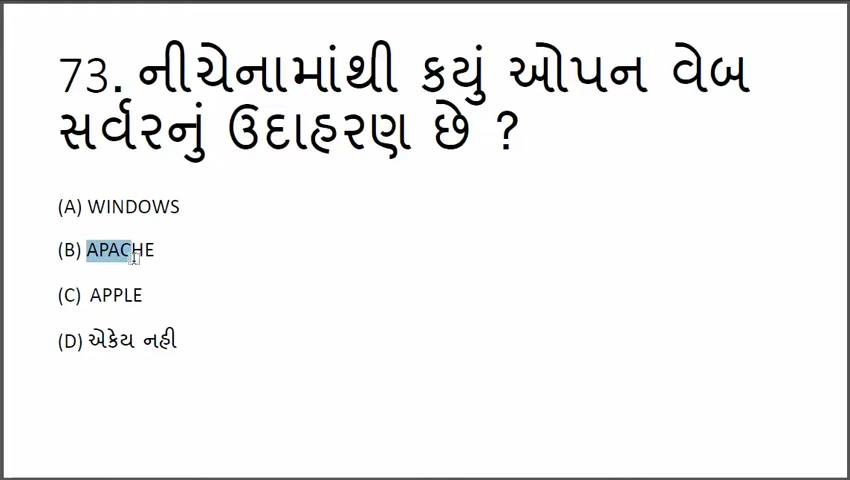 73. નીચેનામાંથી કયું ઓપન વેબ
સર્વરનું ઉદાહરણ છે ?
(A) WINDOWS
(B) APACHE
(C) APPLE
(D) એકેય નહી